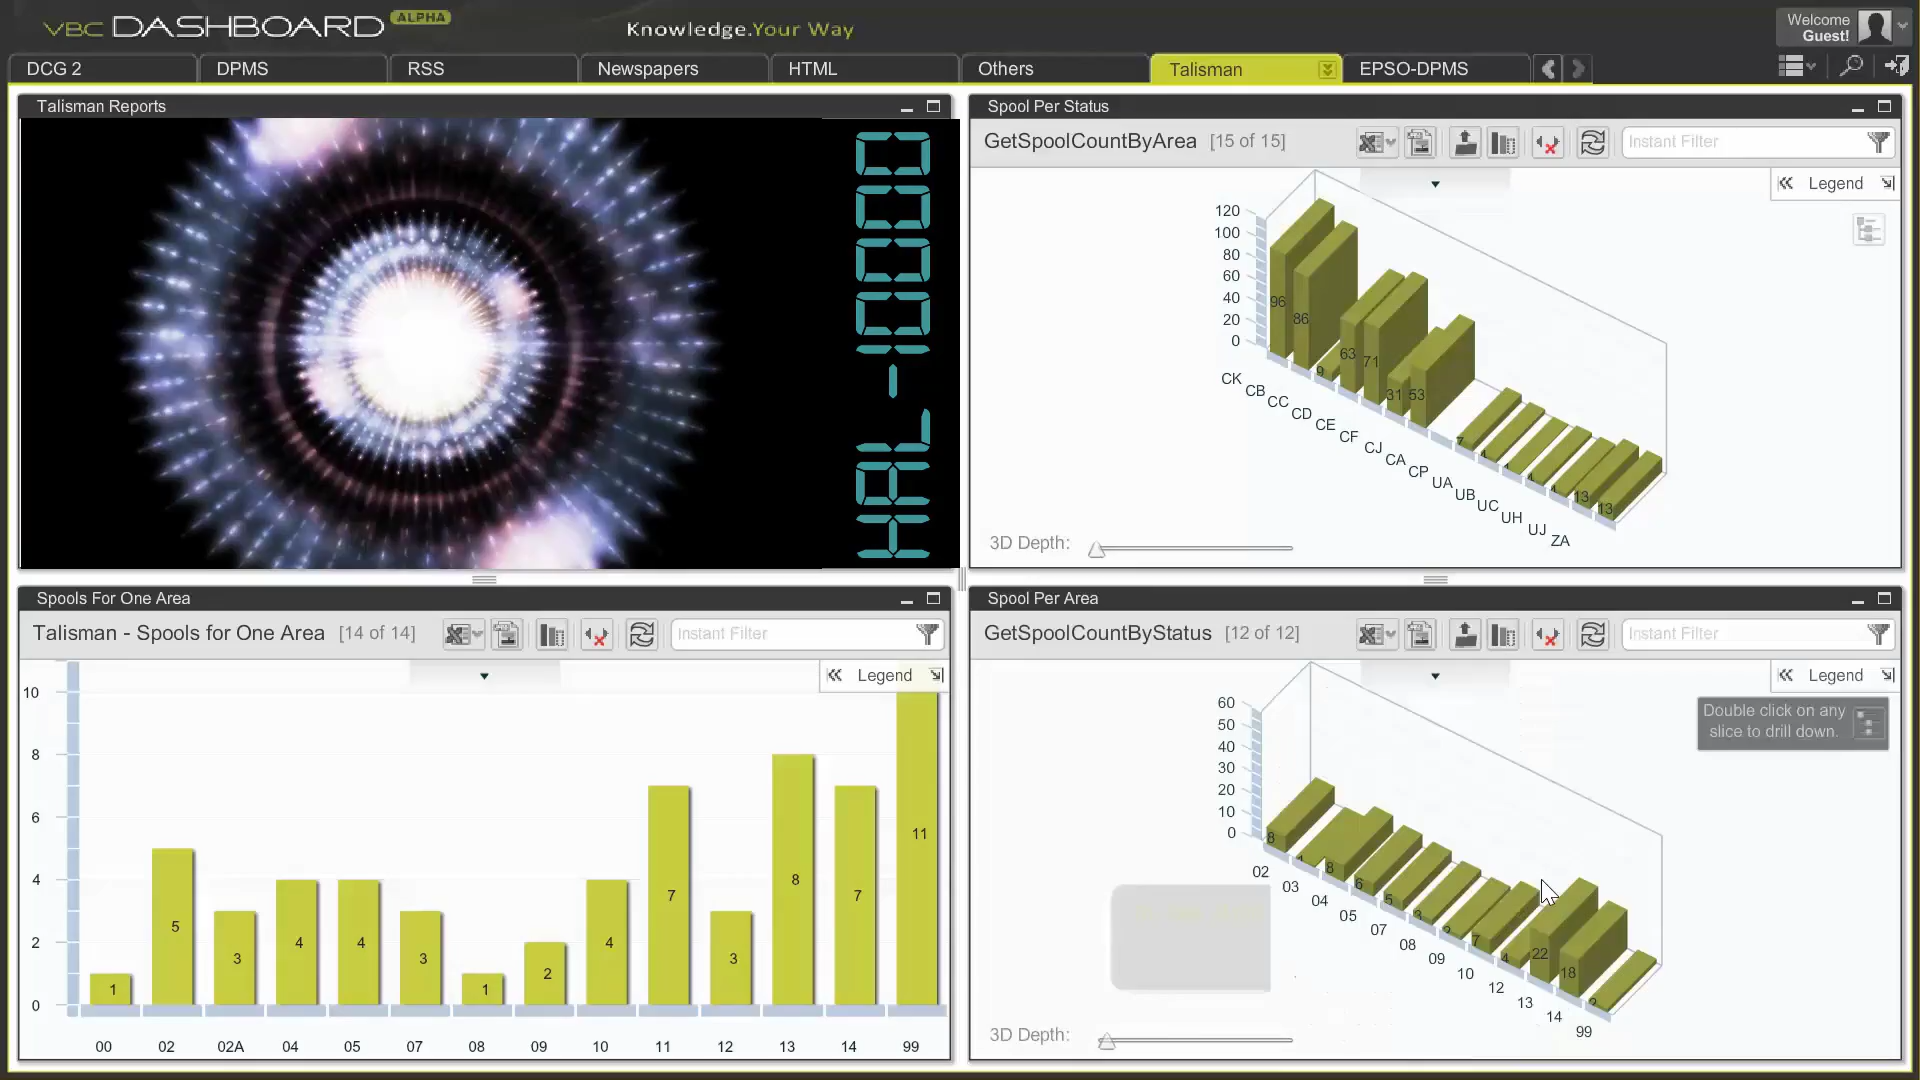 VBC DASHBOARD ALPHA
Knowledge.Your Way
Welcome
Guest!
DCG 2
DPMS
RSS
Newspapers
HTML
Others
Talisman
EPSO-DPMS
Talisman Reports
HAL-10000
Spool Per Status
GetSpoolCountByArea [15 of 15]
Instant Filter
Legend
120
100
80
60
40
20
0
96
86
9
63
71
31
53
7
13
13
CK
CB
CC
CD
CE
CF
CJ
CA
CP
UA
UB
UC
UH
UJ
ZA
3D Depth:
Spools For One Area
Talisman - Spools for One Area [14 of 14]
Instant Filter
Legend
10
8
6
4
2
0
1
5
3
4
4
3
1
2
4
7
3
8
7
11
00
02
02A
04
05
07
08
09
10
11
12
13
14
99
Spool Per Area
GetSpoolCountByStatus [12 of 12]
Instant Filter
Legend
Double click on any
slice to drill down.
60
50
40
30
20
10
0
8
8
6
5
3
7
4
22
18
02
03
04
05
07
08
09
10
12
13
14
99
3D Depth: